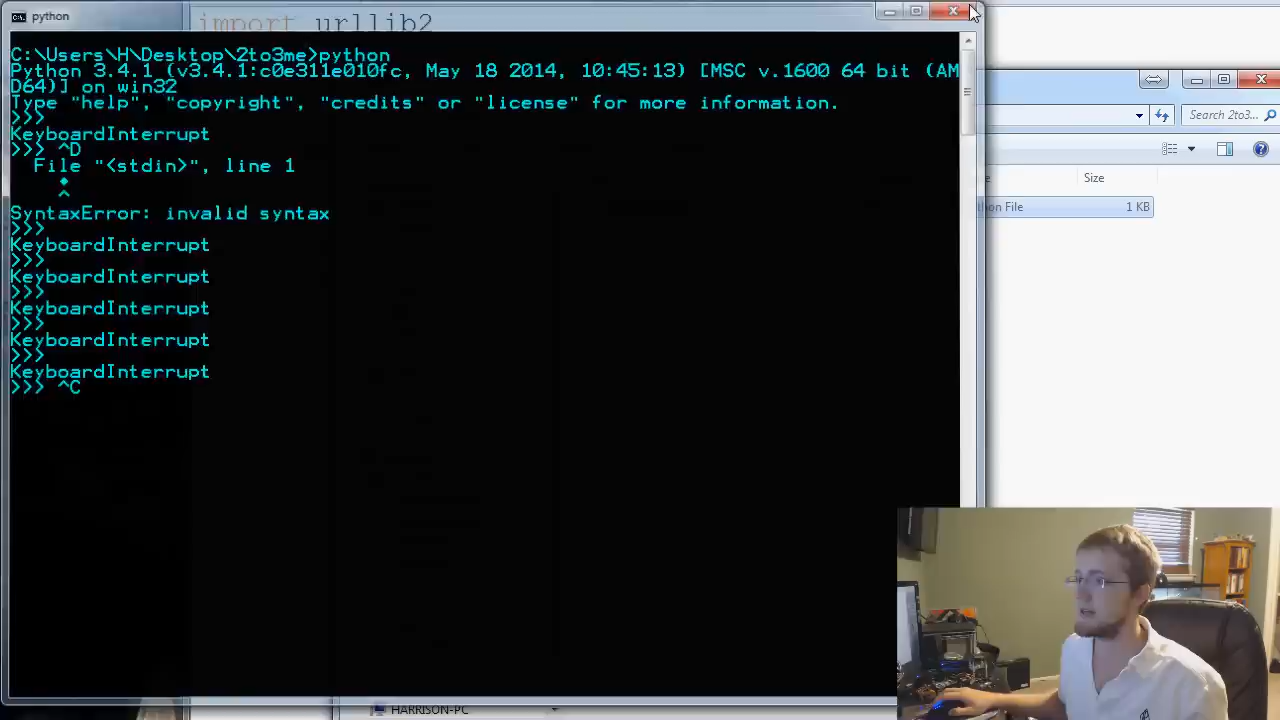 python
import urllib2
C:\Users\H\Desktop\2to3me>python
Python 3.4.1 (v3.4.1:c0e311e010fc, May 18 2014, 10:45:13) [MSC v.1600 64 bit (AM
D64)] on win32
Type "help", "copyright", "credits" or "license" for more information.
>>>
KeyboardInterrupt
>>> ^D
File "<stdin>", line 1
^
SyntaxError: invalid syntax
>>>
KeyboardInterrupt
>>>
KeyboardInterrupt
>>>
KeyboardInterrupt
>>>
KeyboardInterrupt
>>>
KeyboardInterrupt
>>> ^C
Search 2to3...
Size
thon File 1 KB
HARRISON-PC